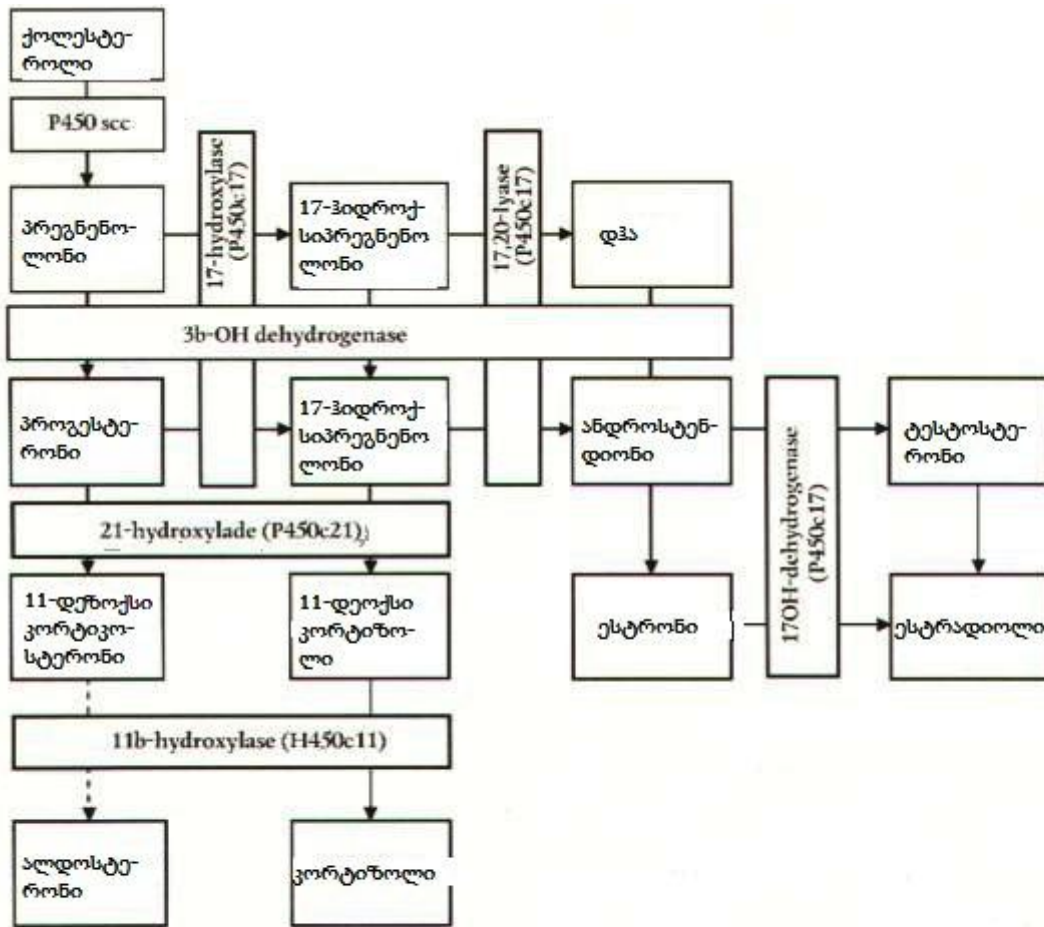 ქოლესტე-
როლი
P450 scc
პრეგნენო-
ლონი
17-hydroxylase
(P450c17)
17-ჰიდროქ-
სიპრეგნენო
ლონი
17,20-lyase
(P450c17)
დჰა
3b-OH dehydrogenase
პროგესტე-
რონი
17-ჰიდროქ-
სიპრეგნენო
ლონი
ანდროსტენ-
დიონი
17OH-dehydrogenase
(P450c17)
ტესტოსტე-
რონი
21-hydroxylade (P450c21)
11-დეზოქსი
კორტიკო-
სტერონი
11-დეოქსი
კორტიზო-
ლი
ესტრონი
ესტრადიოლი
11b-hydroxylase (H450c11)
ალდოსტე-
რონი
კორტიზოლი